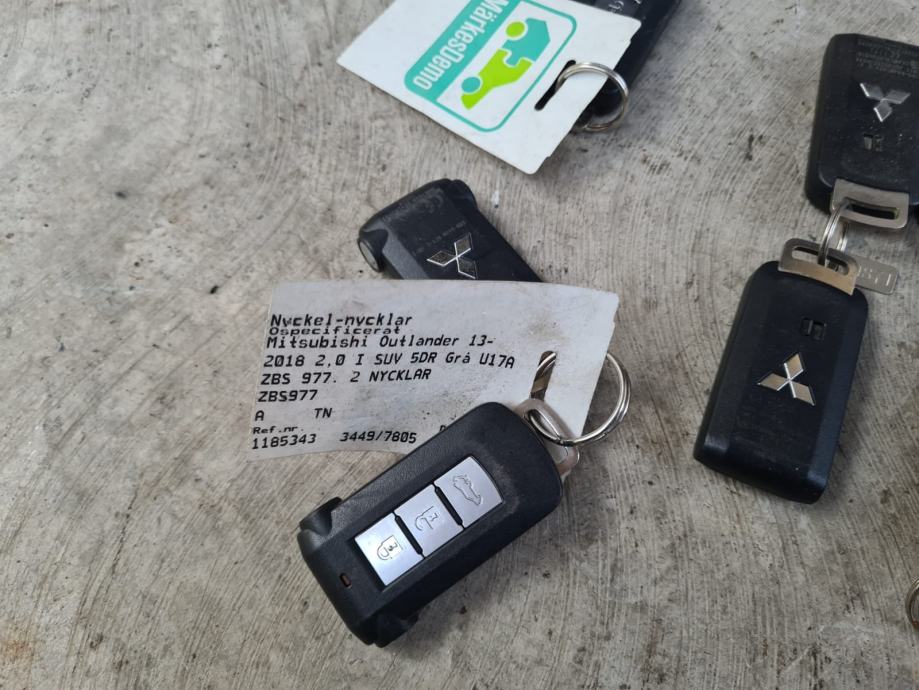 MärkesDemo
Nyckel-nycklar
Ospecificerat
Mitsubishi Outlander 13-
2018 2,0 I SUV 5DR Grå U17A
ZBS 977. 2 NYCKLAR
ZBS977
A TN
Ref.nr.
1185343 3449/7805